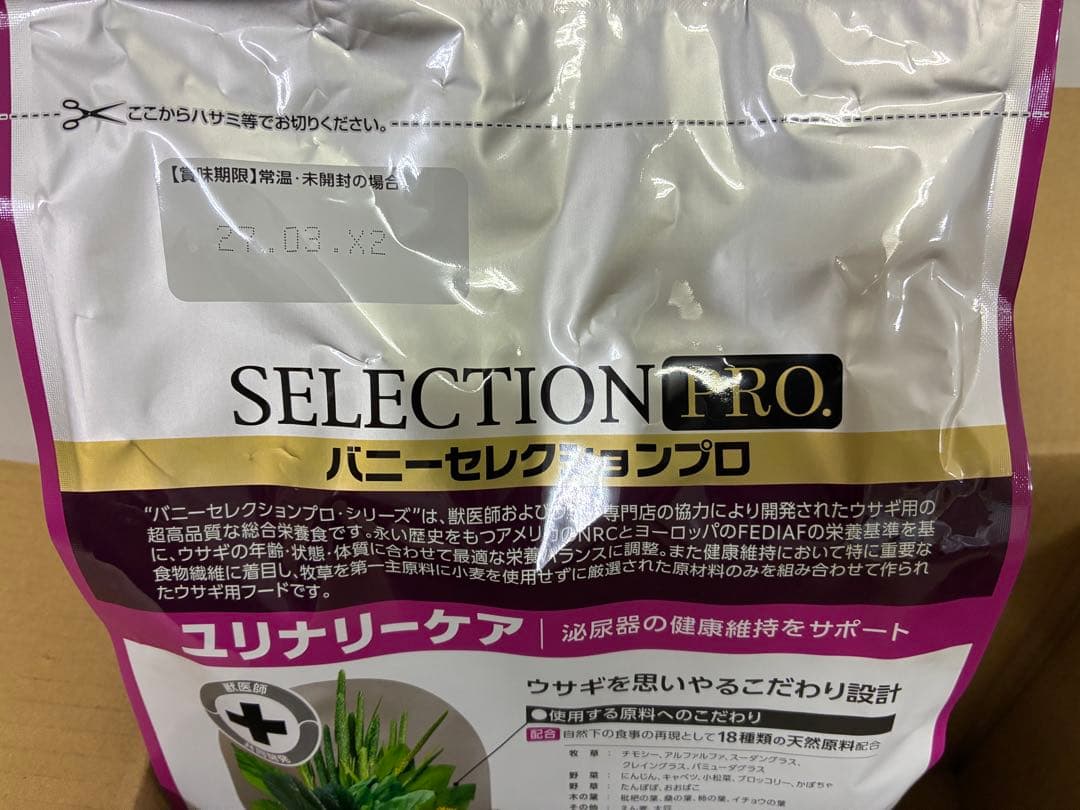 ここからハサミ等でお切りください。
【賞味期限】常温・未開封の場合
27.03.X2
SELECTION PRO.
バニーセレクションプロ
“バニーセレクションプロ・シリーズ”は、獣医師および 専門店の協力により開発されたウサギ用の
超高品質な総合栄養食です。永い歴史をもつアメリカのNRCとヨーロッパのFEDIAFの栄養基準を基
に、ウサギの年齢・状態・体質に合わせて最適な栄養バランスに調整。また健康維持において特に重要な
食物繊維に着目し、牧草を第一主原料に小麦を使用せずに厳選された原材料のみを組み合わせて作られ
たウサギ用フードです。
ユリナリーケア | 泌尿器の健康維持をサポート
獣医師
ウサギを思いやるこだわり設計
●使用する原料へのこだわり
配合 自然下の食事の再現として18種類の天然原料配合
牧草：チモシー、アルファルファ、スーダングラス、
クレイングラス、バミューダグラス
野菜：にんじん、キャベツ、小松菜、ブロッコリー、かぼちゃ
野草：たんぽぽ、おおばこ
木の葉：枇杷の葉、桑の葉、柿の葉、イチョウの葉
その他：えん麦、大豆